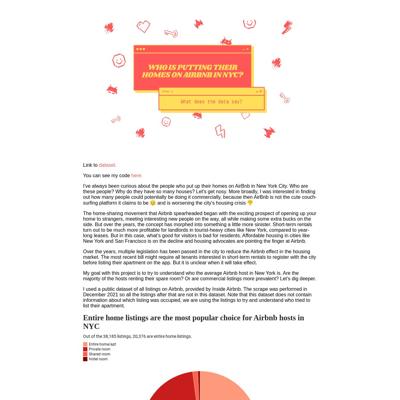 WHO IS PUTTING THEIR
HOMES ON AIRBNB IN NYC?
What does the data say?
Link to dataset.
You can see my code here.
I've always been curious about the people who put up their homes on AirBnb in New York City. Who are
these people? Why do they have so many houses? Let's get nosy. More broadly, I was interested in finding
out how many people could potentially be doing it commercially, because then AirBnb is not the cute couch-
surfing platform it claims to be 😊 and is worsening the city's housing crisis
The home-sharing movement that Airbnb spearheaded began with the exciting prospect of opening up your
home to strangers, meeting interesting new people on the way, all while making some extra bucks on the
side. But over the years, the concept has morphed into something a little more sinister. Short-term rentals
turn out to be much more profitable for landlords in tourist-heavy cities like New York, compared to year-
long leases. But in this case, what's good for visitors is bad for residents. Affordable housing in cities like
New York and San Francisco is on the decline and housing advocates are pointing the finger at Airbnb.
Over the years, multiple legislation has been passed in the city to reduce the Airbnb effect in the housing
market. The most recent bill might require all tenants interested in short-term rentals to register with the city
before listing their apartment on the app. But it is unclear when it will take effect.
My goal with this project is to try to understand who the average Airbnb host in New York is. Are the
majority of the hosts renting their spare room? Or are commercial listings more prevalent? Let's dig deeper.
I used a public dataset of all listings on Airbnb, provided by Inside Airbnb. The scrape was performed in
December 2021 so all the listings after that are not in this dataset. Note that this dataset does not contain
information about which listing was occupied, we are using the listings to try and understand who tried to
list their apartment.
Entire home listings are the most popular choice for Airbnb hosts in
NYC
Out of the 38,185 listings, 20,376 are entire home listings.
Entire home/apt
Private room
Shared room
Hotel room